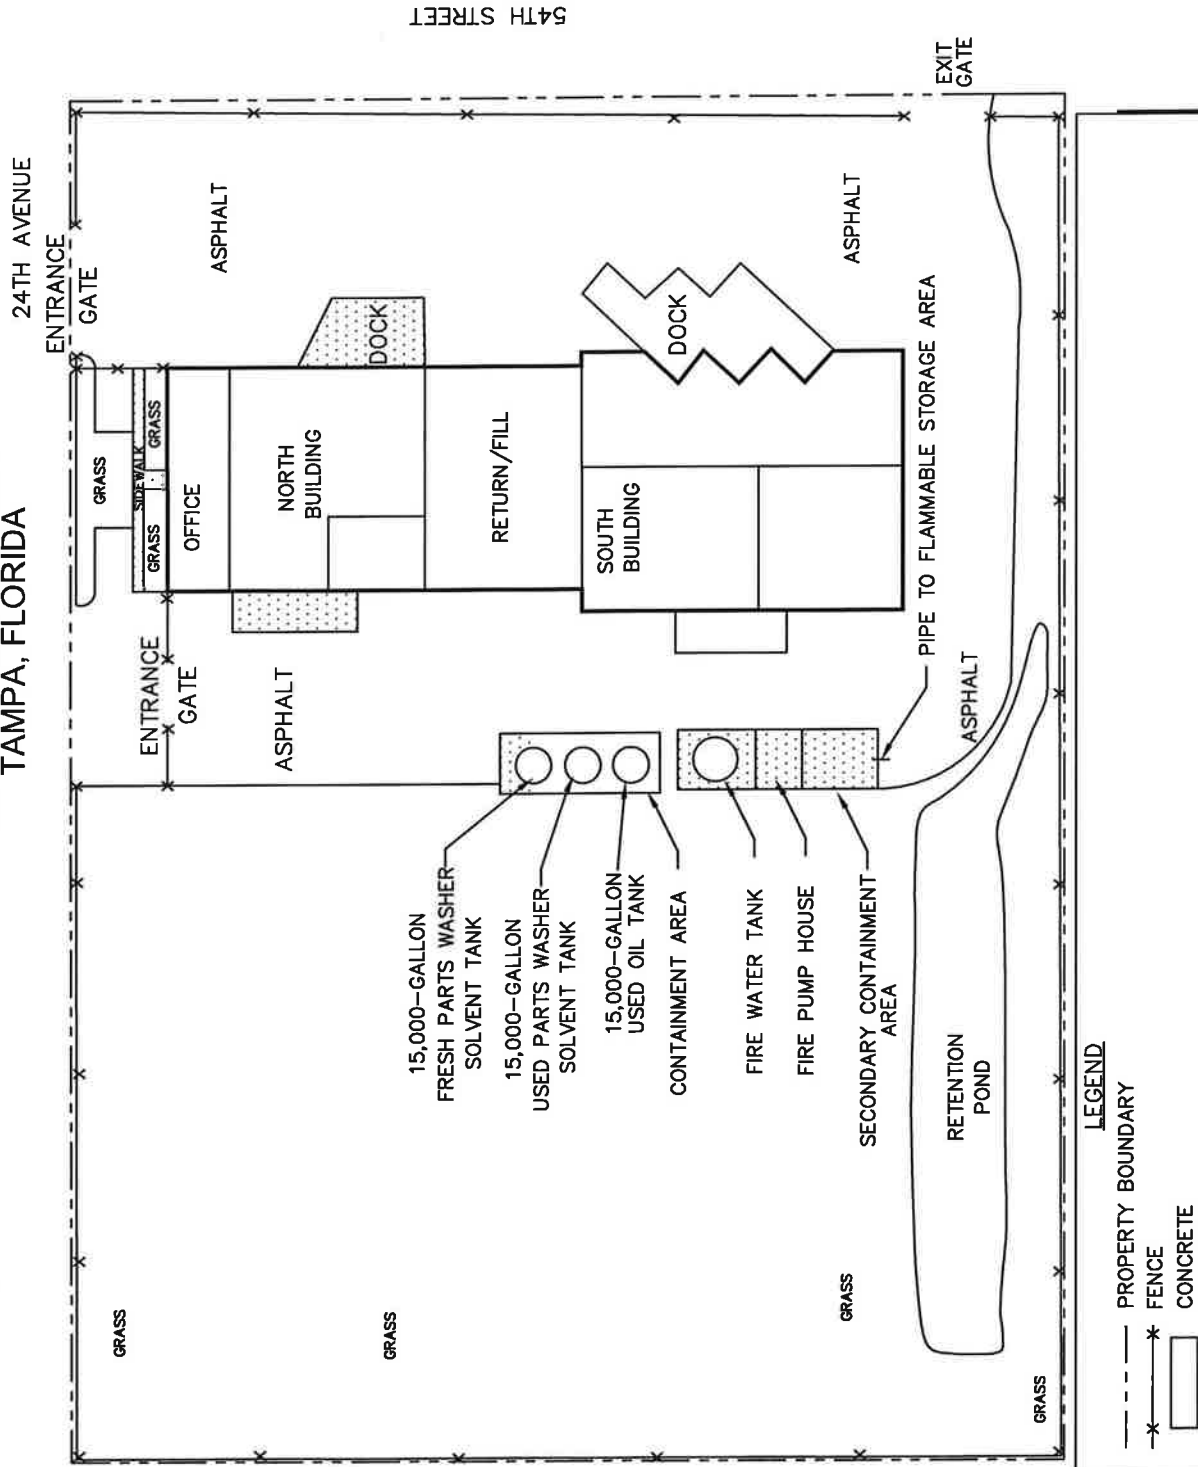 TAMPA, FLORIDA
24TH AVENUE
54TH STREET
ENTRANCE
GATE
EXIT
GATE
ASPHALT
ASPHALT
GRASS
SIDEWALK
GRASS
GRASS
OFFICE
NORTH
BUILDING
DOCK
RETURN/FILL
SOUTH
BUILDING
DOCK
ENTRANCE
GATE
ASPHALT
ASPHALT
PIPE TO FLAMMABLE STORAGE AREA
15,000-GALLON
FRESH PARTS WASHER
SOLVENT TANK
15,000-GALLON
USED PARTS WASHER
SOLVENT TANK
15,000-GALLON
USED OIL TANK
CONTAINMENT AREA
FIRE WATER TANK
FIRE PUMP HOUSE
SECONDARY CONTAINMENT
AREA
RETENTION
POND
GRASS
GRASS
GRASS
GRASS
LEGEND
PROPERTY BOUNDARY
FENCE
CONCRETE